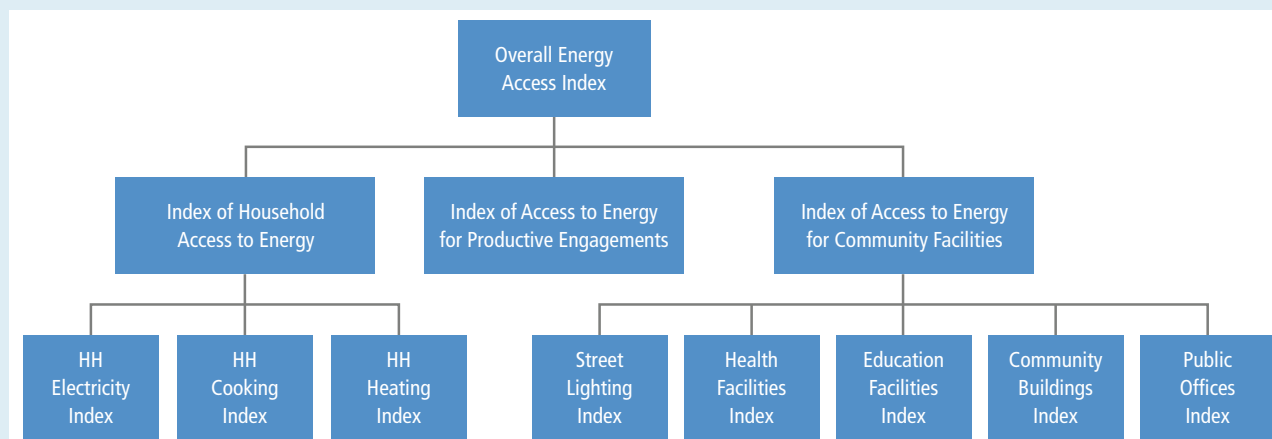 Overall Energy
Access Index
Index of Household
Access to Energy
Index of Access to Energy
for Productive Engagements
Index of Access to Energy
for Community Facilities
HH
Electricity
Index
HH
Cooking
Index
HH
Heating
Index
Street
Lighting
Index
Health
Facilities
Index
Education
Facilities
Index
Community
Buildings
Index
Public
Offices
Index